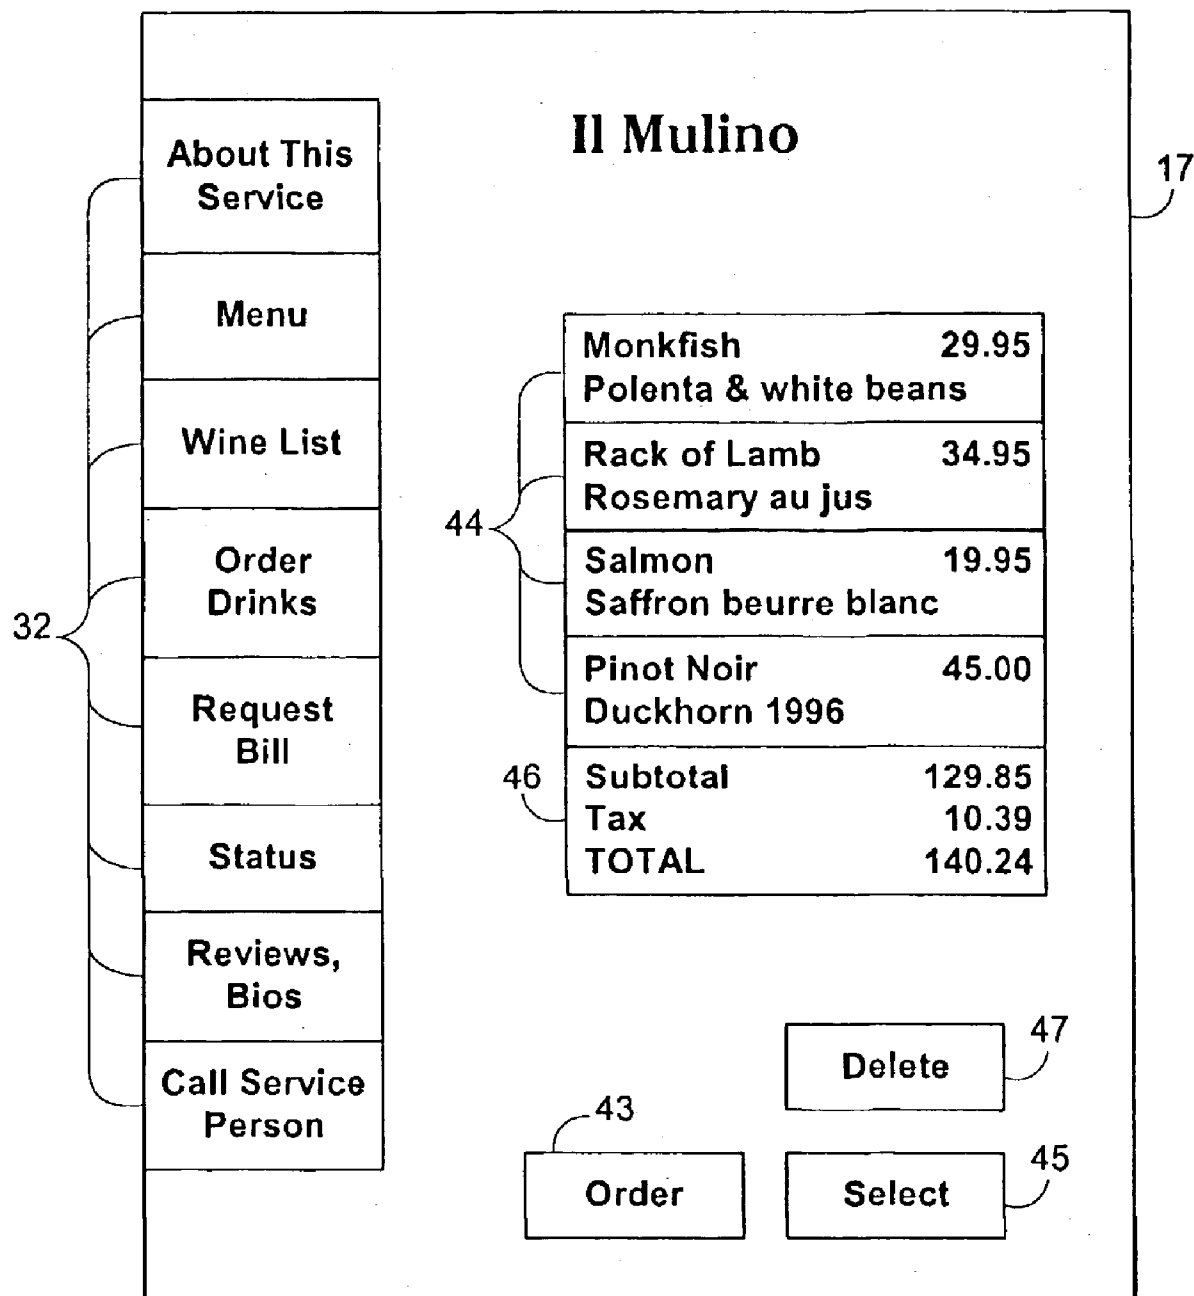 Il Mulino
17
About This
Service
Menu
Wine List
Order
Drinks
Request
Bill
Status
Reviews,
Bios
Call Service
Person
32
44
Monkfish 29.95
Polenta & white beans
Rack of Lamb 34.95
Rosemary au jus
Salmon 19.95
Saffron beurre blanc
Pinot Noir 45.00
Duckhorn 1996
46
Subtotal 129.85
Tax 10.39
TOTAL 140.24
Delete
47
43
Order
Select
45